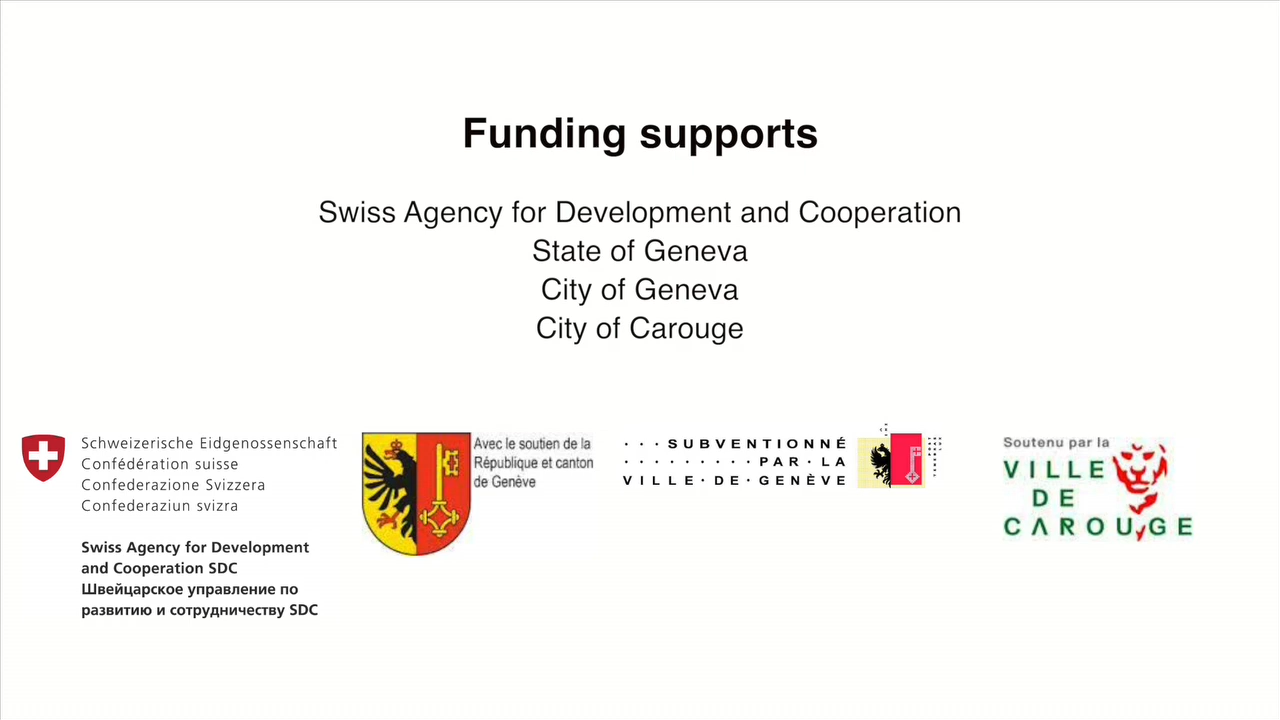 Funding supports
Swiss Agency for Development and Cooperation
State of Geneva
City of Geneva
City of Carouge
Schweizerische Eidgenossenschaft
Confédération suisse
Confederazione Svizzera
Confederaziun svizra
Swiss Agency for Development
and Cooperation SDC
Швейцарское управление по
развитию и сотрудничеству SDC
Avec le soutien de la
République et canton
de Genève
· · · SUBVENTIONNÉ
· · · · · · · · · PAR · LA
VILLE · DE · GENÈVE
Soutenu par la
VILLE
DE
CAROUGE